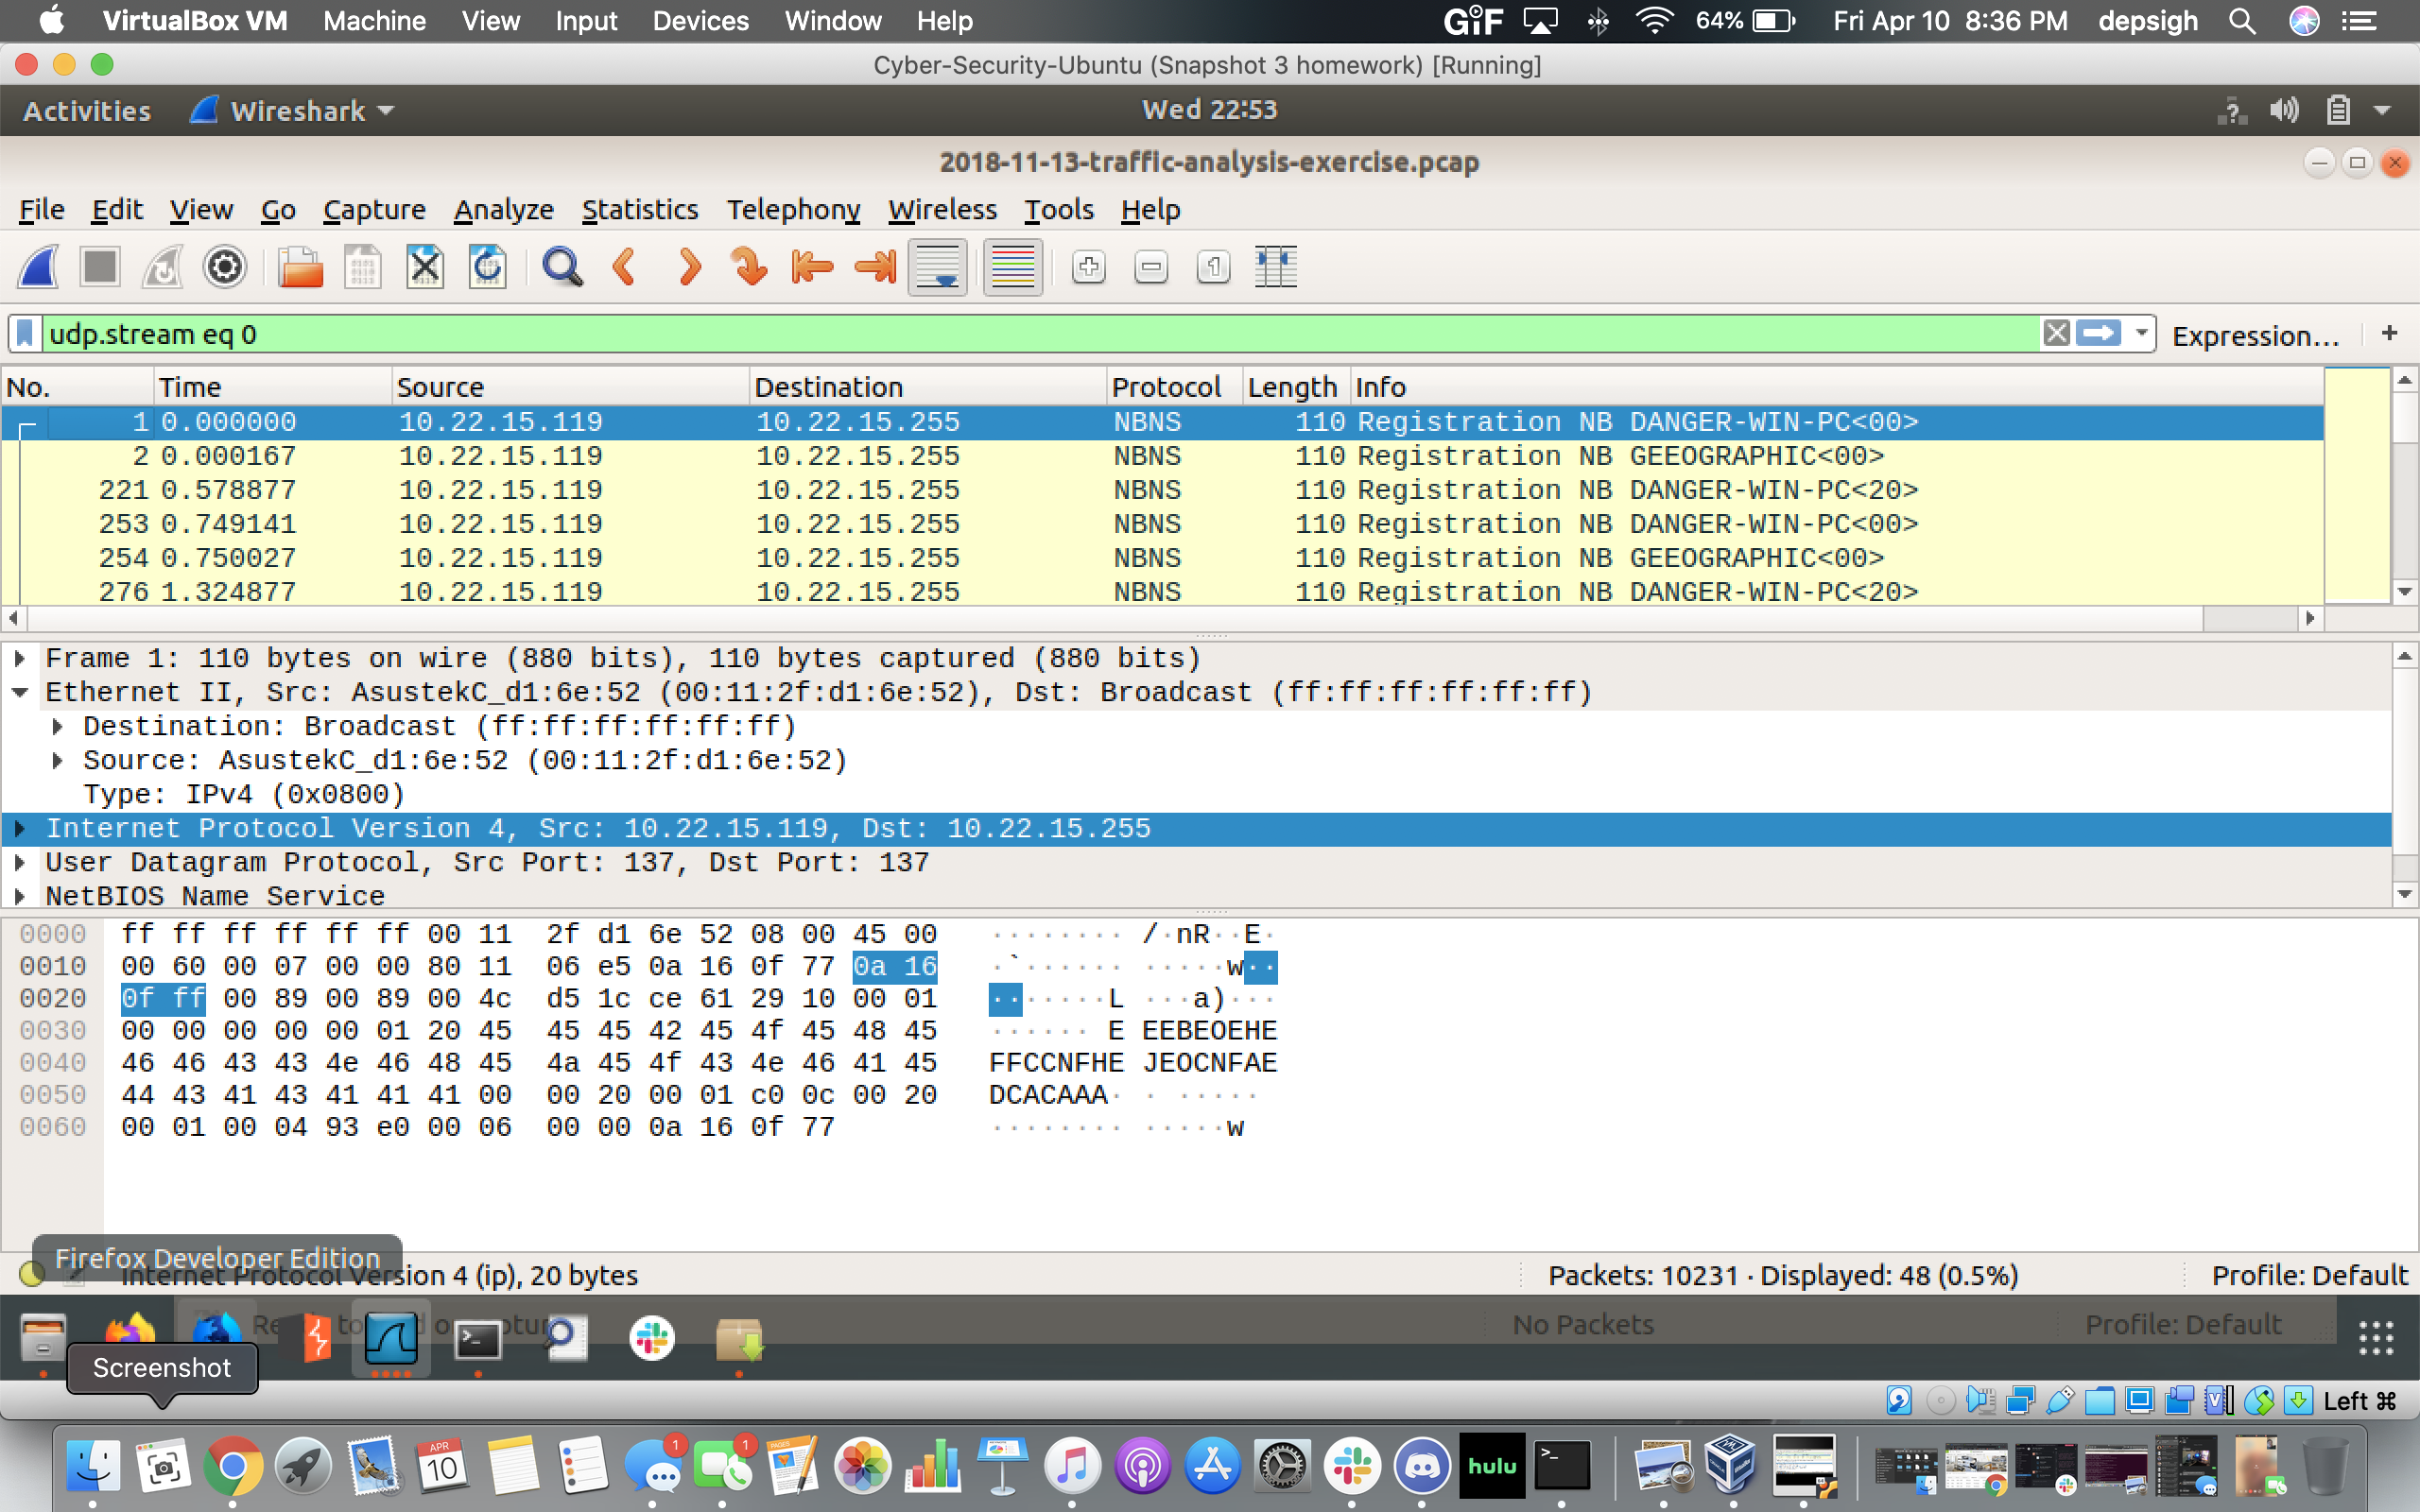 VirtualBox VM Machine View Input Devices Window Help GIF 64% Fri Apr 10 8:36 PM depsigh
Cyber-Security-Ubuntu (Snapshot 3 homework) [Running]
Activities Wireshark Wed 22:53 ?
2018-11-13-traffic-analysis-exercise.pcap
File Edit View Go Capture Analyze Statistics Telephony Wireless Tools Help
udp.stream eq 0 Expression… +
No. Time Source Destination Protocol Length Info
1 0.000000 10.22.15.119 10.22.15.255 NBNS 110 Registration NB DANGER-WIN-PC<00>
2 0.000167 10.22.15.119 10.22.15.255 NBNS 110 Registration NB GEEOGRAPHIC<00>
221 0.578877 10.22.15.119 10.22.15.255 NBNS 110 Registration NB DANGER-WIN-PC<20>
253 0.749141 10.22.15.119 10.22.15.255 NBNS 110 Registration NB DANGER-WIN-PC<00>
254 0.750027 10.22.15.119 10.22.15.255 NBNS 110 Registration NB GEEOGRAPHIC<00>
276 1.324877 10.22.15.119 10.22.15.255 NBNS 110 Registration NB DANGER-WIN-PC<20>
Frame 1: 110 bytes on wire (880 bits), 110 bytes captured (880 bits)
Ethernet II, Src: AsustekC_d1:6e:52 (00:11:2f:d1:6e:52), Dst: Broadcast (ff:ff:ff:ff:ff:ff)
Destination: Broadcast (ff:ff:ff:ff:ff:ff)
Source: AsustekC_d1:6e:52 (00:11:2f:d1:6e:52)
Type: IPv4 (0x0800)
Internet Protocol Version 4, Src: 10.22.15.119, Dst: 10.22.15.255
User Datagram Protocol, Src Port: 137, Dst Port: 137
NetBIOS Name Service
0000 ff ff ff ff ff ff 00 11 2f d1 6e 52 08 00 45 00 ········ /·nR··E·
0010 00 60 00 07 00 00 80 11 06 e5 0a 16 0f 77 0a 16 ·`······ ·····w··
0020 0f ff 00 89 00 89 00 4c d5 1c ce 61 29 10 00 01 ·······L ···a)···
0030 00 00 00 00 00 01 20 45 45 45 42 45 4f 45 48 45 ······ E EEBEOEHE
0040 46 46 43 43 4e 46 48 45 4a 45 4f 43 4e 46 41 45 FFCCNFHE JEOCNFAE
0050 44 43 41 43 41 41 41 00 00 20 00 01 c0 0c 00 20 DCACAAA· · ·····
0060 00 01 00 04 93 e0 00 06 00 00 0a 16 0f 77 ········ ·····w
Firefox Developer Edition
Internet Protocol Version 4 (ip), 20 bytes Packets: 10231 · Displayed: 48 (0.5%) Profile: Default
No Packets Profile: Default
Screenshot
Left ⌘
APR
10
1
1
PAGES
hulu